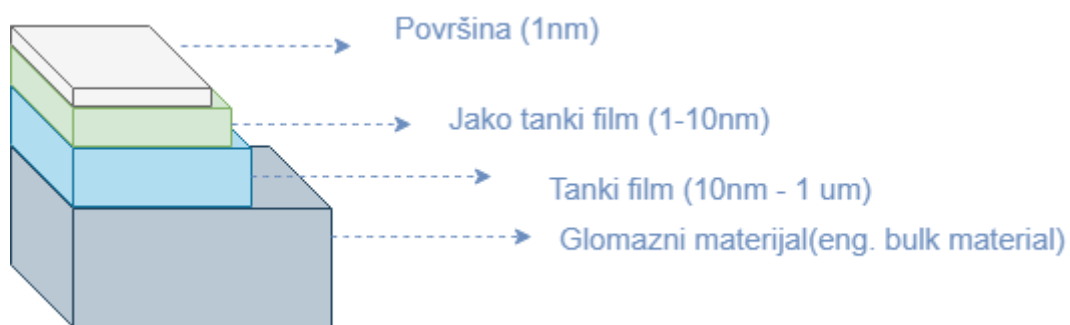 Površina (1nm)
Jako tanki film (1-10nm)
Tanki film (10nm - 1 um)
Glomazni materijal(eng. bulk material)